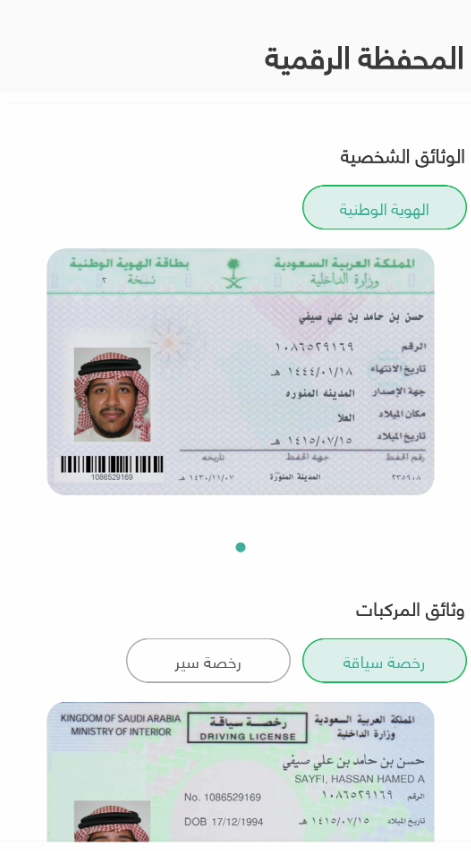 المحفظة الرقمية
الوثائق الشخصية
الهوية الوطنية
المملكة العربية السعودية
وزارة الداخلية
بطاقة الهوية الوطنية
نسخة ٢
حسن بن حامد بن علي صيفي
الرقم ١٠٨٦٥٢٩١٦٩
تاريخ الانتهاء ١٤٤٤/٠١/١٨ هـ
جهة الإصدار المدينه المنوره
مكان الميلاد العلا
تاريخ الميلاد ١٤١٥/٠٧/١٥ هـ
رقم الحفظ جهة الحفظ تاريخه
٢٣٥٩٠٨ المدينة المنوّرة ١٤٣٠/١١/٠٧ هـ
1086529169
وثائق المركبات
رخصة سياقة
رخصة سير
المملكة العربية السعودية
وزارة الداخلية
رخصة سياقة
DRIVING LICENSE
KINGDOM OF SAUDI ARABIA
MINISTRY OF INTERIOR
حسن بن حامد بن علي صيفي
SAYFI, HASSAN HAMED A
الرقم ١٠٨٦٥٢٩١٦٩ No. 1086529169
تاريخ الميلاد ١٤١٥/٠٧/١٥ هـ DOB 17/12/1994